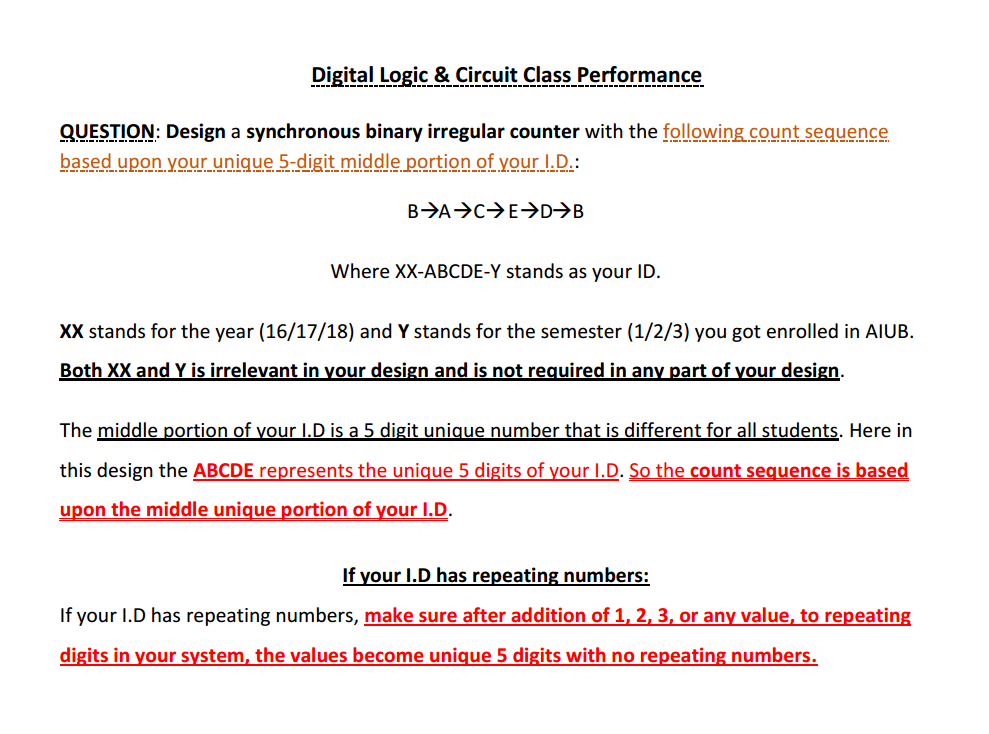 Digital Logic & Circuit Class Performance
QUESTION: Design a synchronous binary irregular counter with the following count sequence
based upon your unique 5-digit middle portion of your I.D.:
B→A→C→E→D→B
Where XX-ABCDE-Y stands as your ID.
XX stands for the year (16/17/18) and Y stands for the semester (1/2/3) you got enrolled in AIUB.
Both XX and Y is irrelevant in your design and is not required in any part of your design.
The middle portion of your I.D is a 5 digit unique number that is different for all students. Here in
this design the ABCDE represents the unique 5 digits of your I.D. So the count sequence is based
upon the middle unique portion of your I.D.
If your I.D has repeating numbers:
If your I.D has repeating numbers, make sure after addition of 1, 2, 3, or any value, to repeating
digits in your system, the values become unique 5 digits with no repeating numbers.